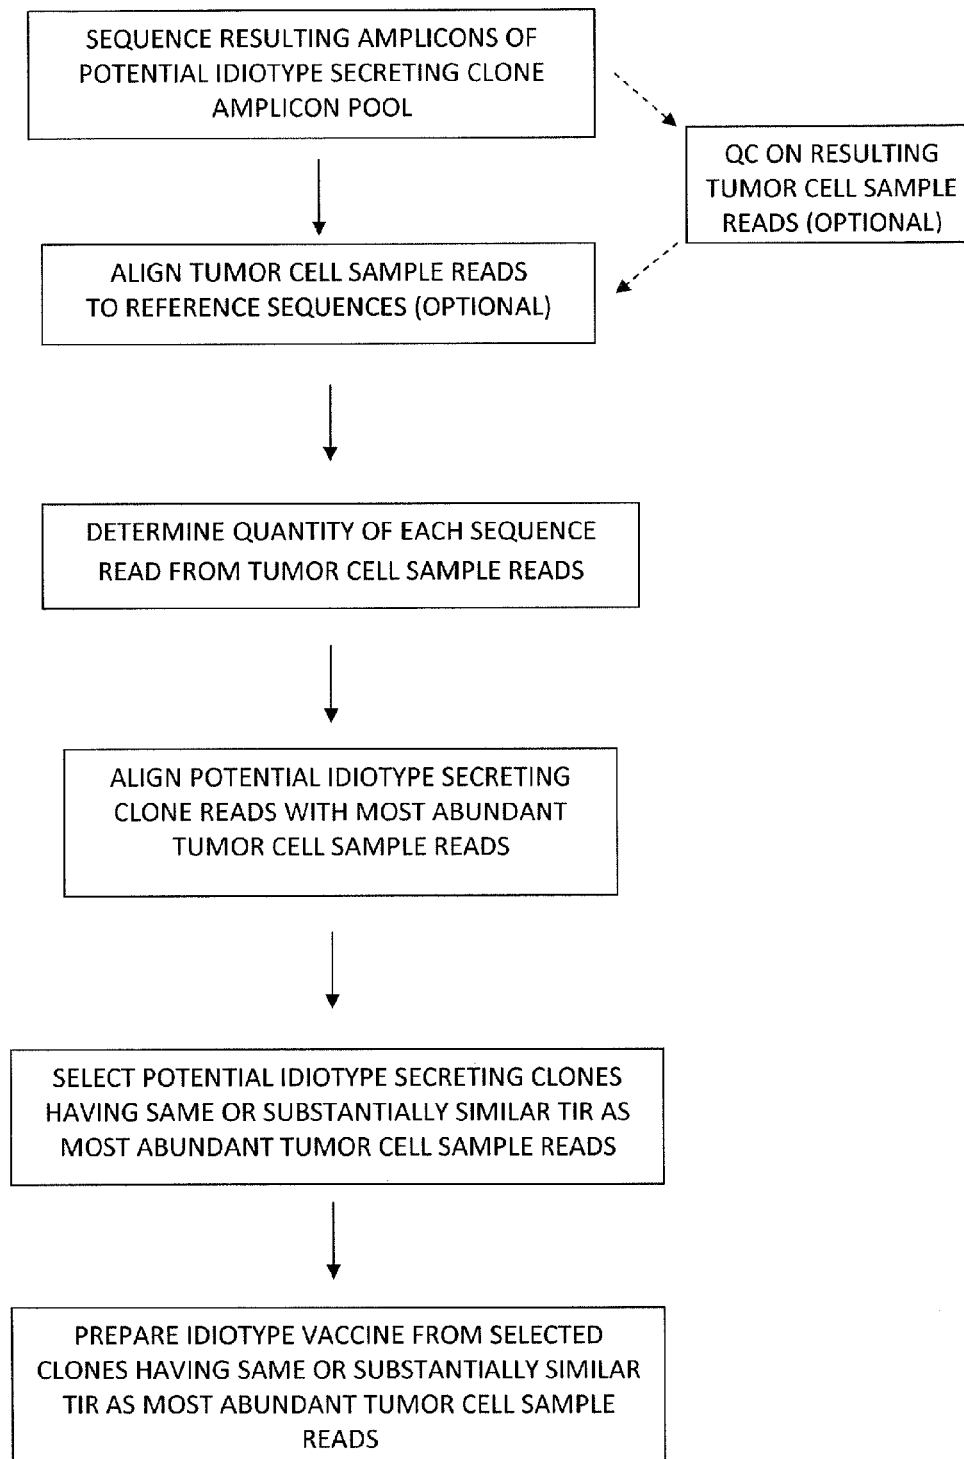 SEQUENCE RESULTING AMPLICONS OF
POTENTIAL IDIOTYPE SECRETING CLONE
AMPLICON POOL
QC ON RESULTING
TUMOR CELL SAMPLE
READS (OPTIONAL)
ALIGN TUMOR CELL SAMPLE READS
TO REFERENCE SEQUENCES (OPTIONAL)
DETERMINE QUANTITY OF EACH SEQUENCE
READ FROM TUMOR CELL SAMPLE READS
ALIGN POTENTIAL IDIOTYPE SECRETING
CLONE READS WITH MOST ABUNDANT
TUMOR CELL SAMPLE READS
SELECT POTENTIAL IDIOTYPE SECRETING CLONES
HAVING SAME OR SUBSTANTIALLY SIMILAR TIR AS
MOST ABUNDANT TUMOR CELL SAMPLE READS
PREPARE IDIOTYPE VACCINE FROM SELECTED
CLONES HAVING SAME OR SUBSTANTIALLY SIMILAR
TIR AS MOST ABUNDANT TUMOR CELL SAMPLE
READS